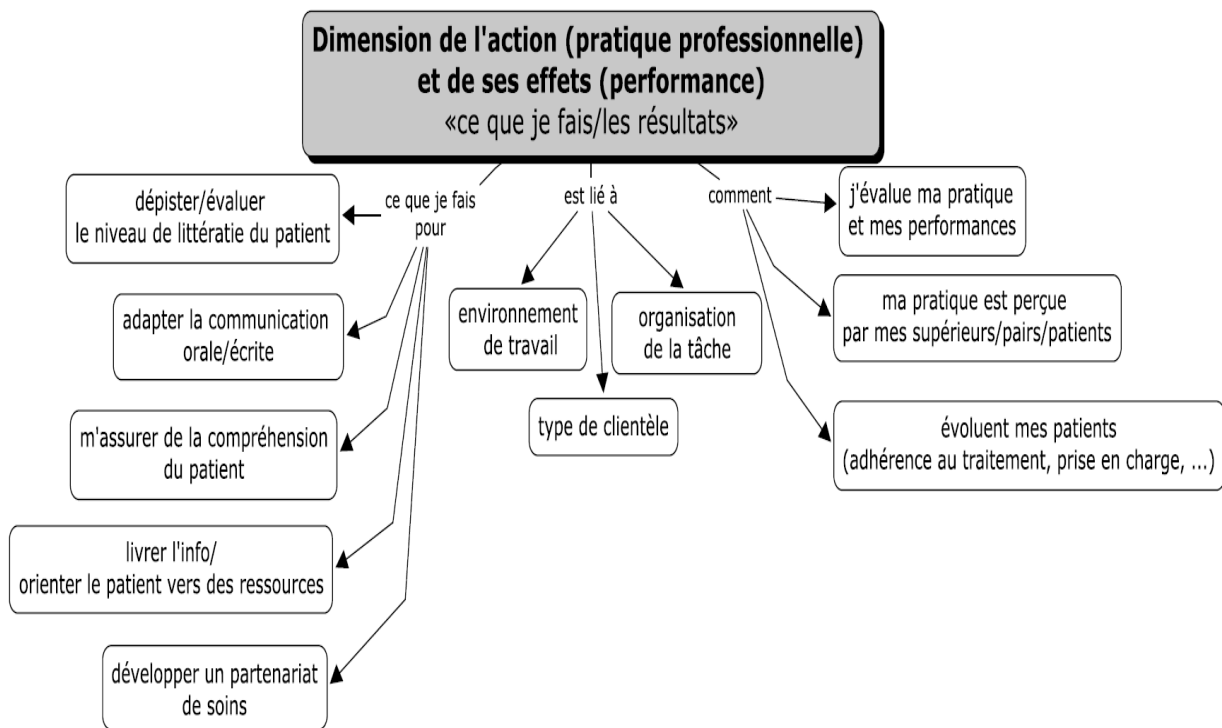 Dimension de l'action (pratique professionnelle)
et de ses effets (performance)
«ce que je fais/les résultats»
ce que je fais
pour
dépister/évaluer
le niveau de littératie du patient
adapter la communication
orale/écrite
m'assurer de la compréhension
du patient
livrer l'info/
orienter le patient vers des ressources
développer un partenariat
de soins
est lié à
environnement
de travail
type de clientèle
organisation
de la tâche
comment
j'évalue ma pratique
et mes performances
ma pratique est perçue
par mes supérieurs/pairs/patients
évoluent mes patients
(adhérence au traitement, prise en charge, ...)